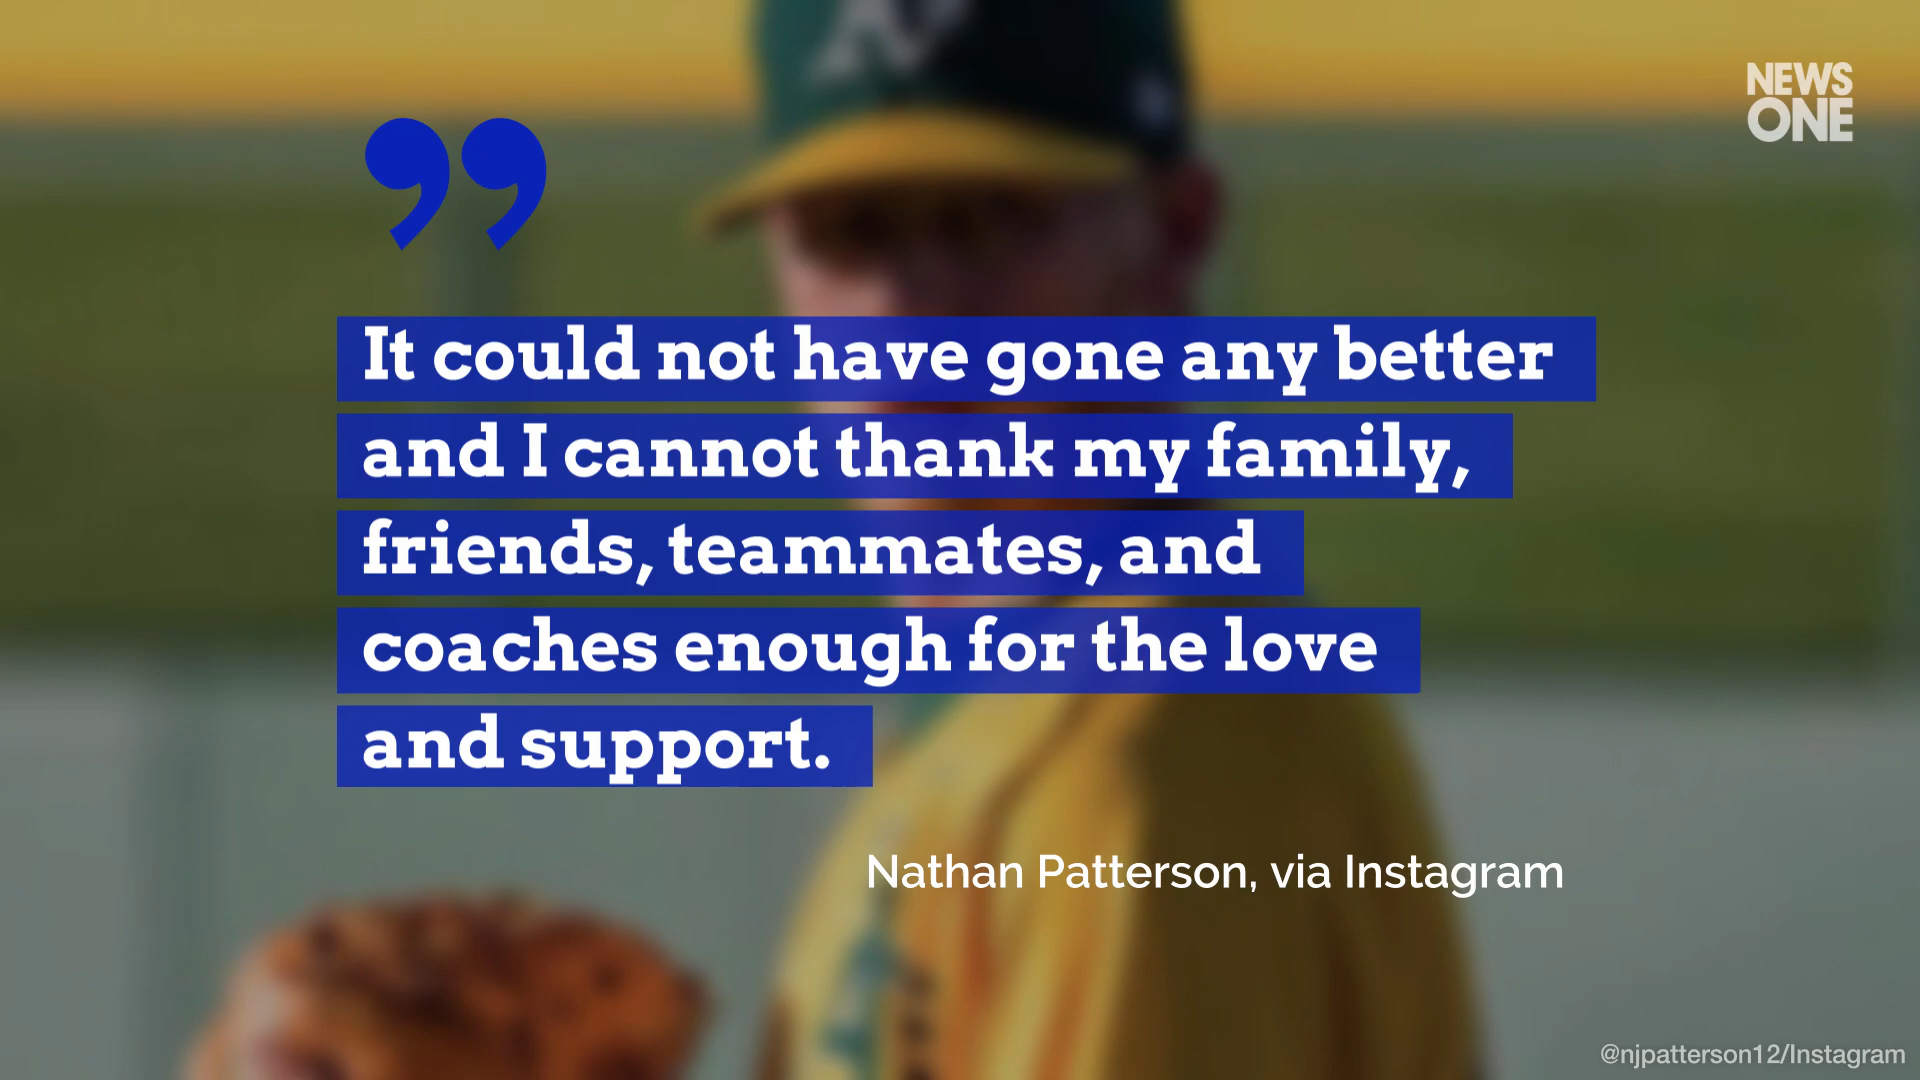 NEWS
ONE
”
It could not have gone any better
and I cannot thank my family,
friends, teammates, and
coaches enough for the love
and support.
Nathan Patterson, via Instagram
@njpatterson12/Instagram